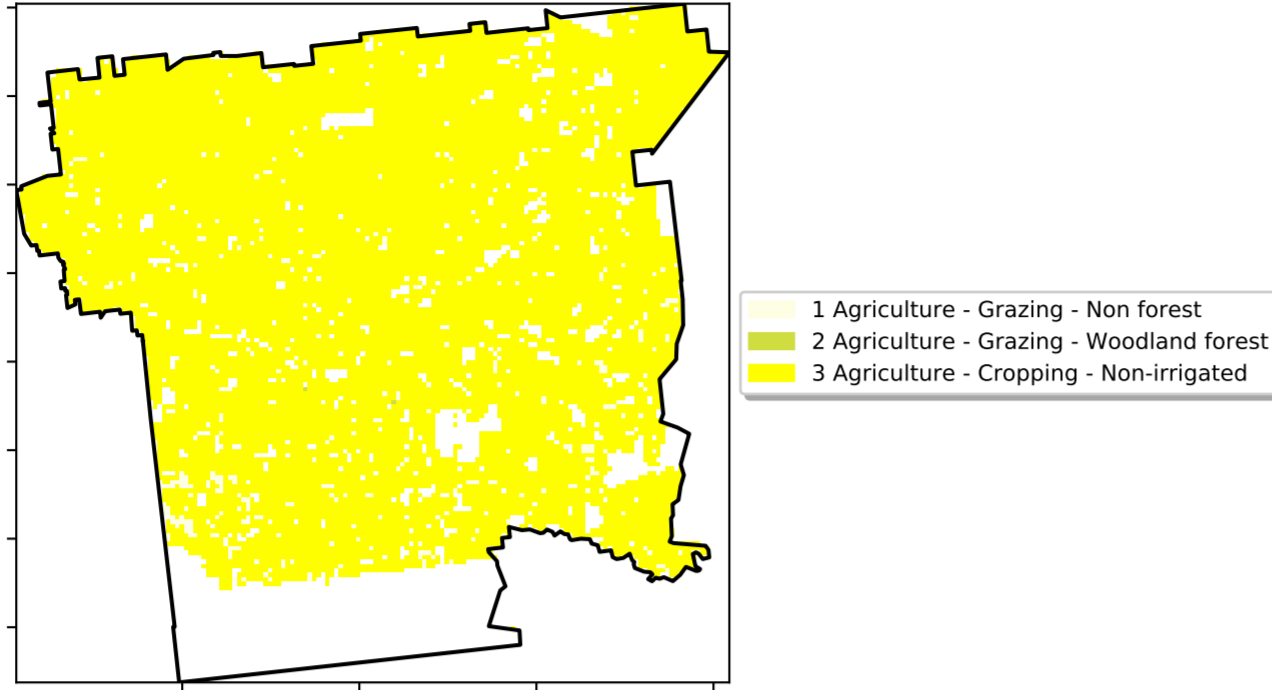 1 Agriculture - Grazing - Non forest
2 Agriculture - Grazing - Woodland forest
3 Agriculture - Cropping - Non-irrigated